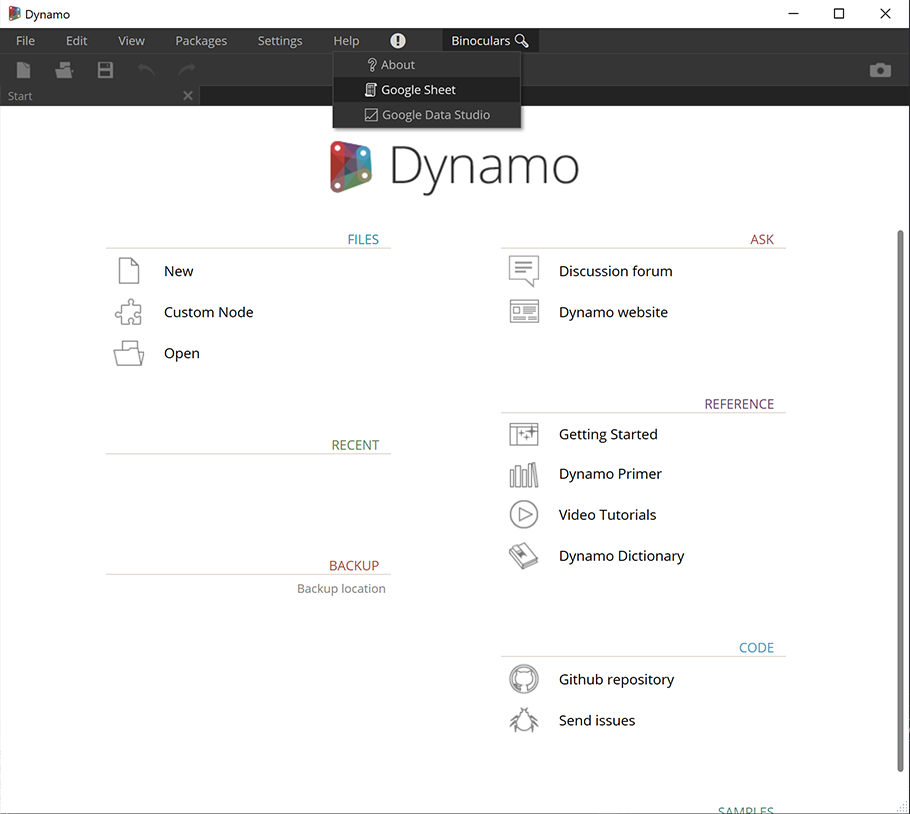 Dynamo
File Edit View Packages Settings Help Binoculars
About
Google Sheet
Google Data Studio
Start
Dynamo
FILES
New
Custom Node
Open
RECENT
BACKUP
Backup location
ASK
Discussion forum
Dynamo website
REFERENCE
Getting Started
Dynamo Primer
Video Tutorials
Dynamo Dictionary
CODE
Github repository
Send issues
SAMPLES